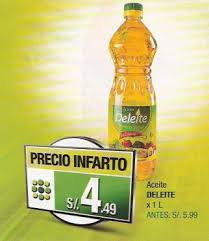 Deleite
PRECIO INFARTO
S/. 4.49
Aceite
DELEITE
x 1 L
ANTES: S/. 5.99